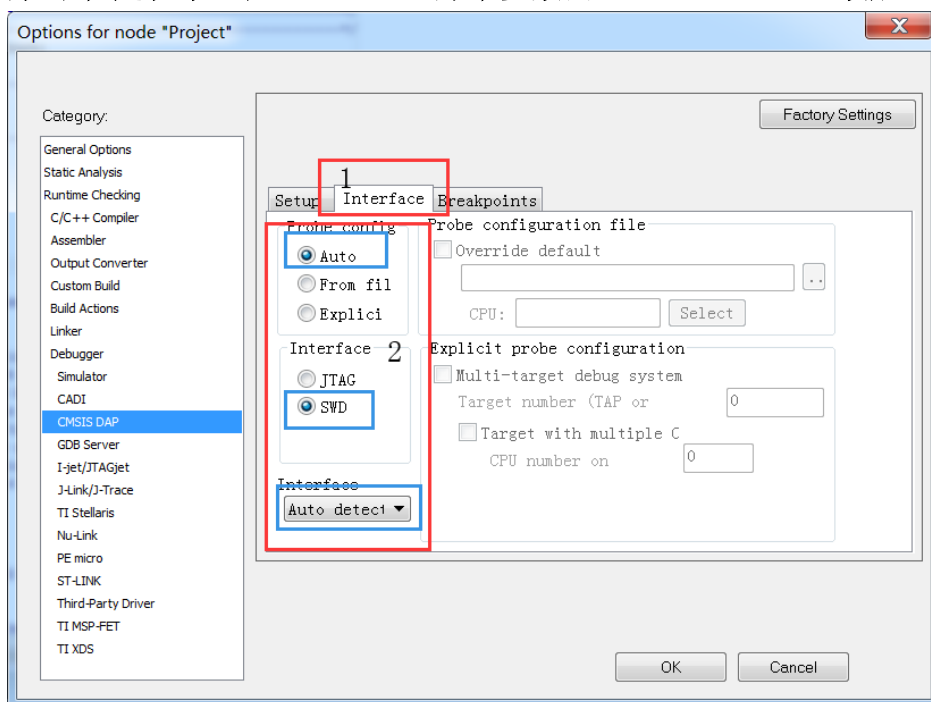 Options for node "Project"
X
Category:
Factory Settings
General Options
Static Analysis
Runtime Checking
C/C++ Compiler
Assembler
Output Converter
Custom Build
Build Actions
Linker
Debugger
Simulator
CADI
CMSIS DAP
GDB Server
I-jet/JTAGjet
J-Link/J-Trace
TI Stellaris
Nu-Link
PE micro
ST-LINK
Third-Party Driver
TI MSP-FET
TI XDS
1
Setup Interface Breakpoints
Probe config
Auto
From fil
Explici
Probe configuration file
Override default
..
CPU: Select
Interface 2
JTAG
SWD
Explicit probe configuration
Multi-target debug system
Target number (TAP or 0
Target with multiple C
CPU number on 0
Interface
Auto detect
OK Cancel